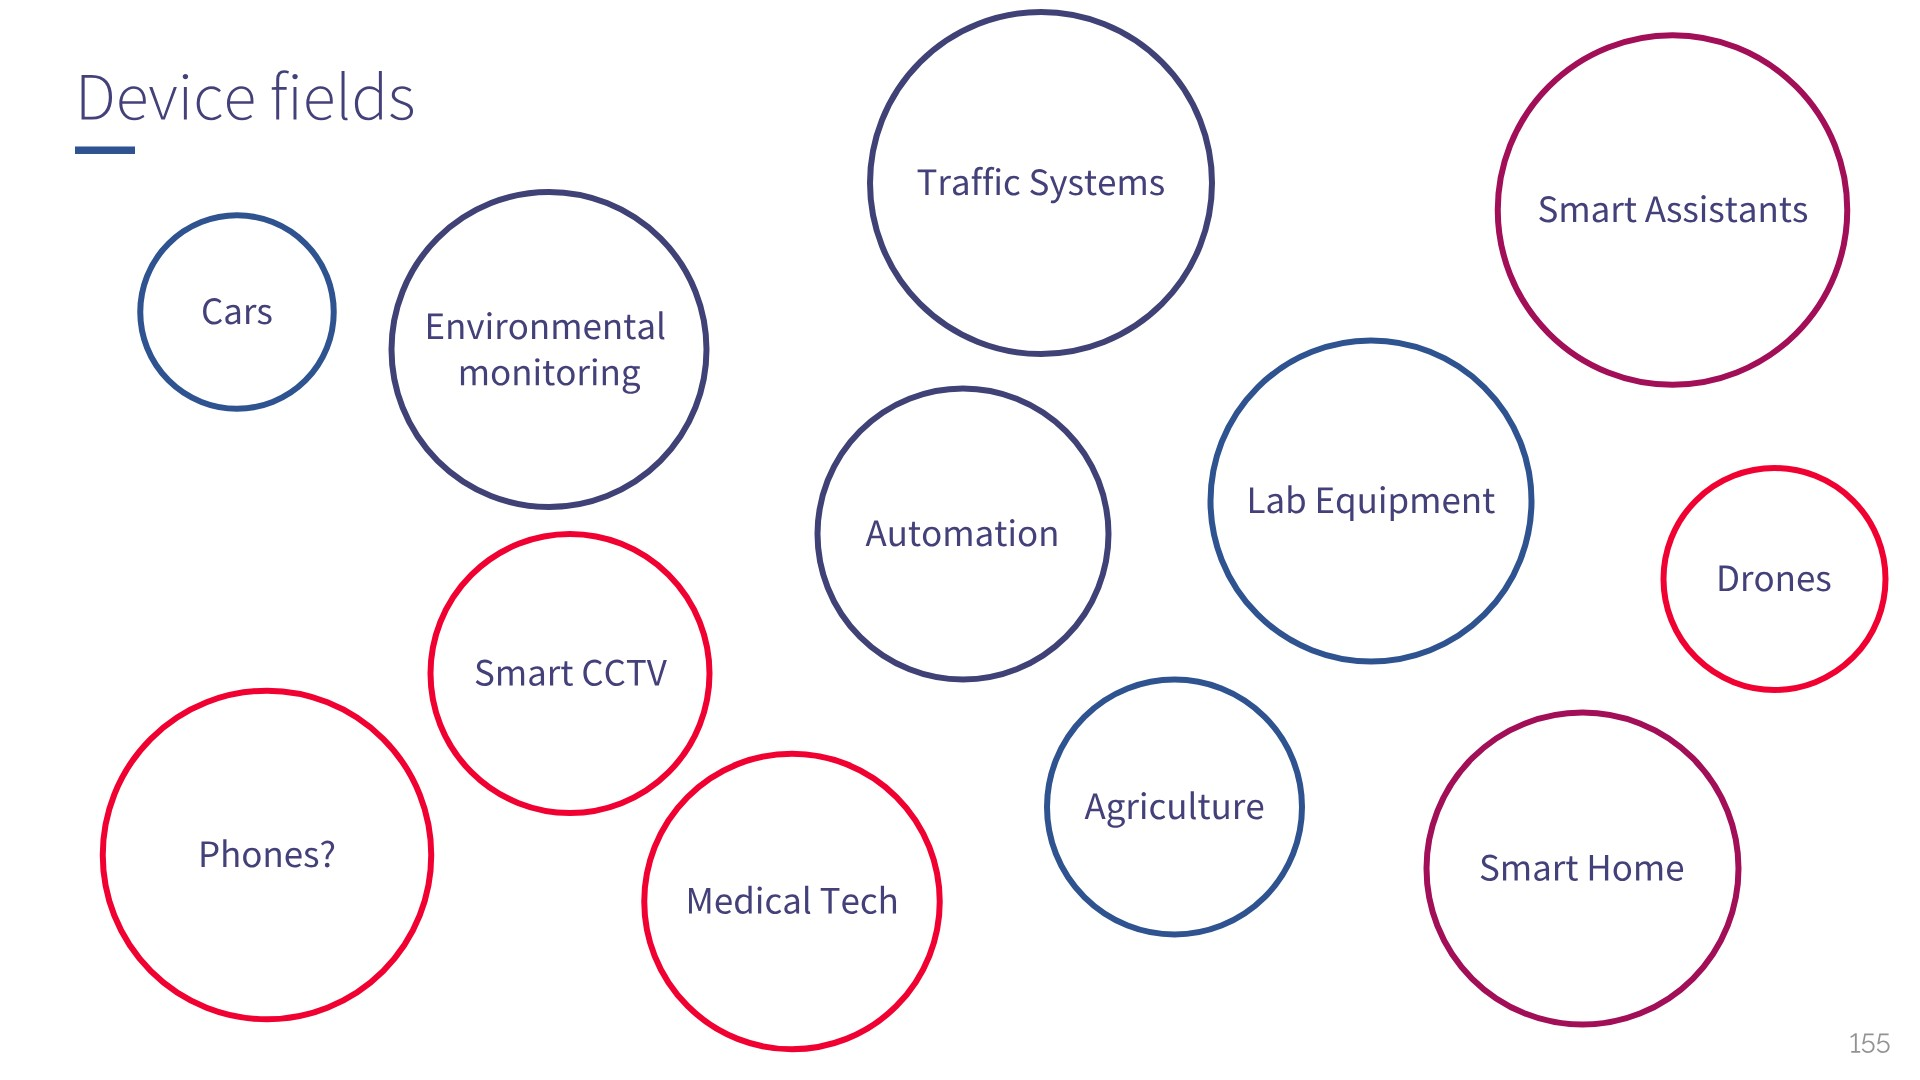 Device fields
Traffic Systems
Smart Assistants
Cars
Environmental
monitoring
Automation
Lab Equipment
Drones
Smart CCTV
Phones?
Medical Tech
Agriculture
Smart Home
155